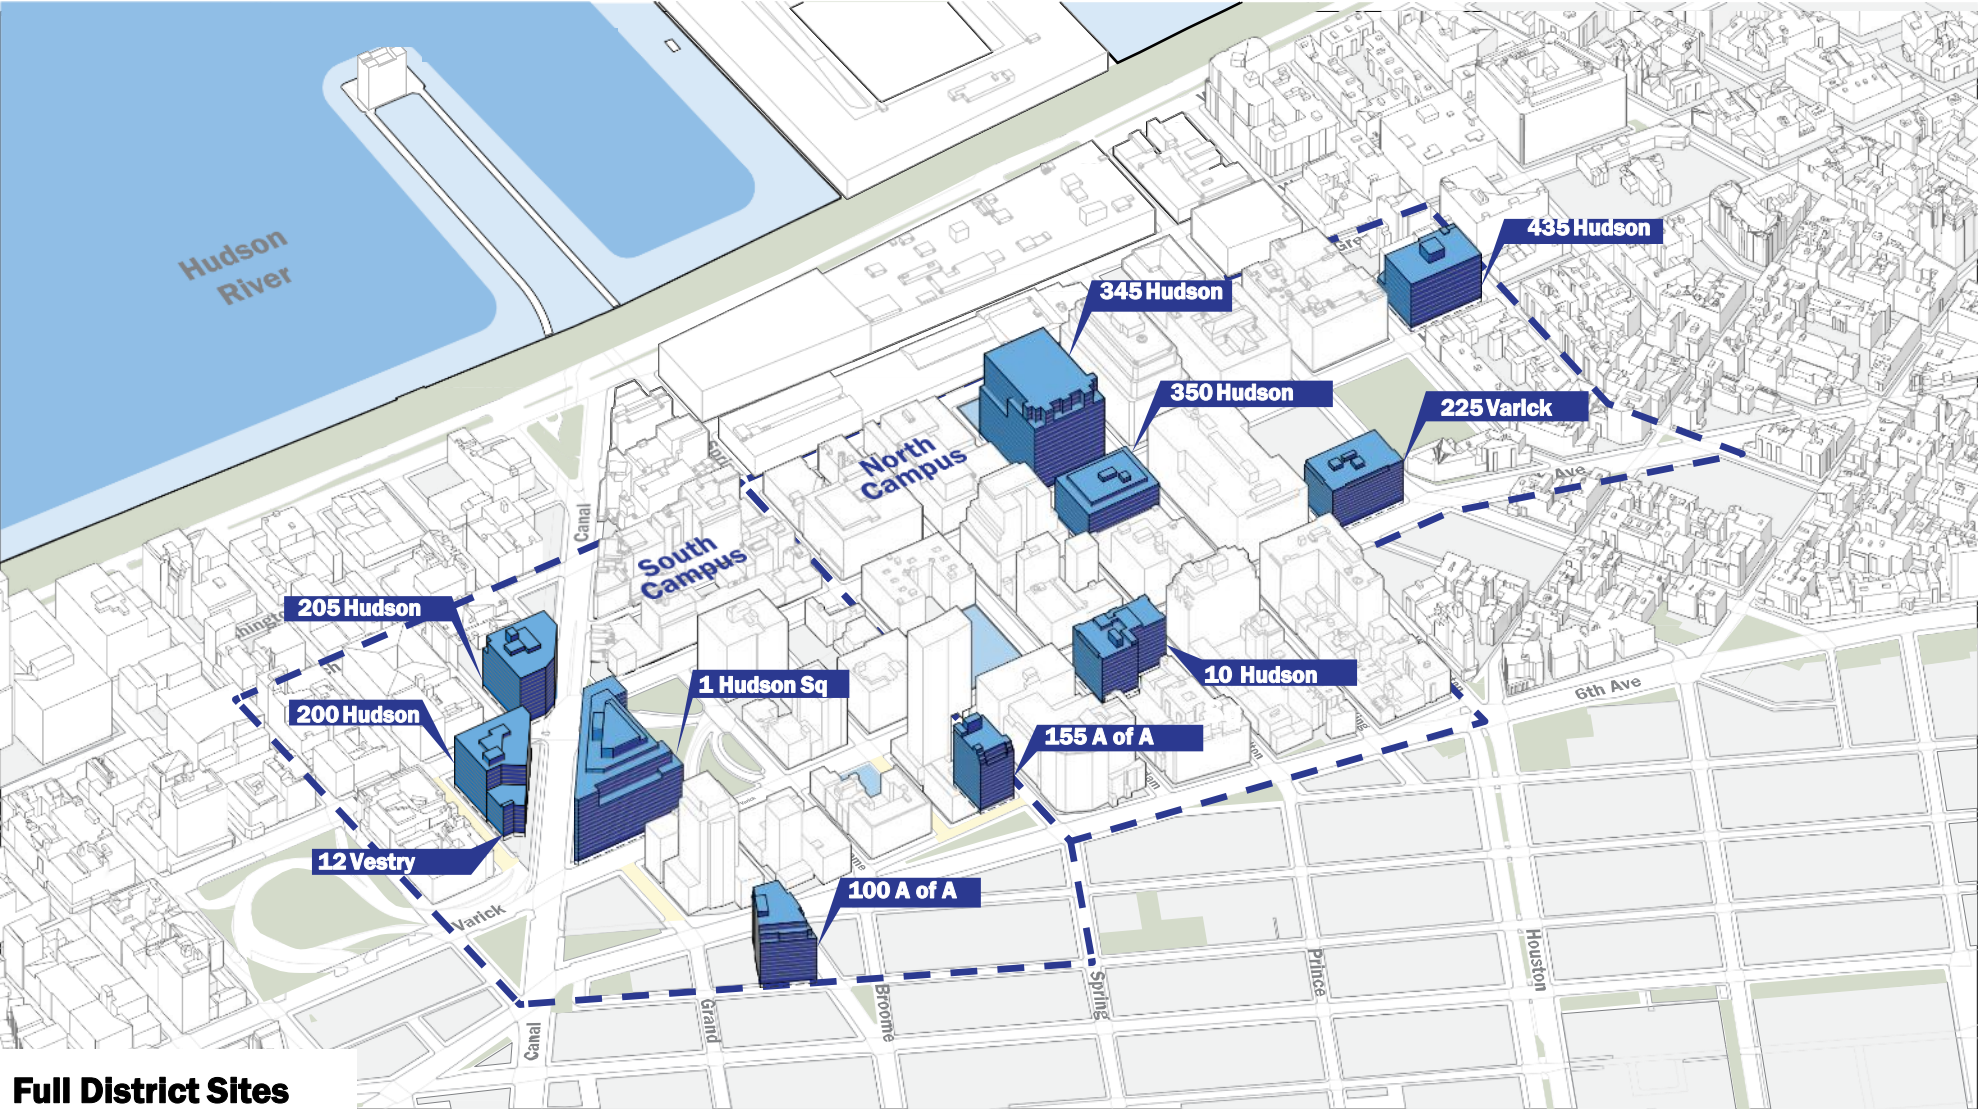 Hudson
River
Gre
435 Hudson
345 Hudson
350 Hudson
225 Varick
Ave
North
Campus
Canal
South
Campus
205 Hudson
1 Hudson Sq
10 Hudson
6th Ave
200 Hudson
155 A of A
12 Vestry
100 A of A
Varick
Canal
Grand
Broome
Spring
Prince
Houston
Full District Sites